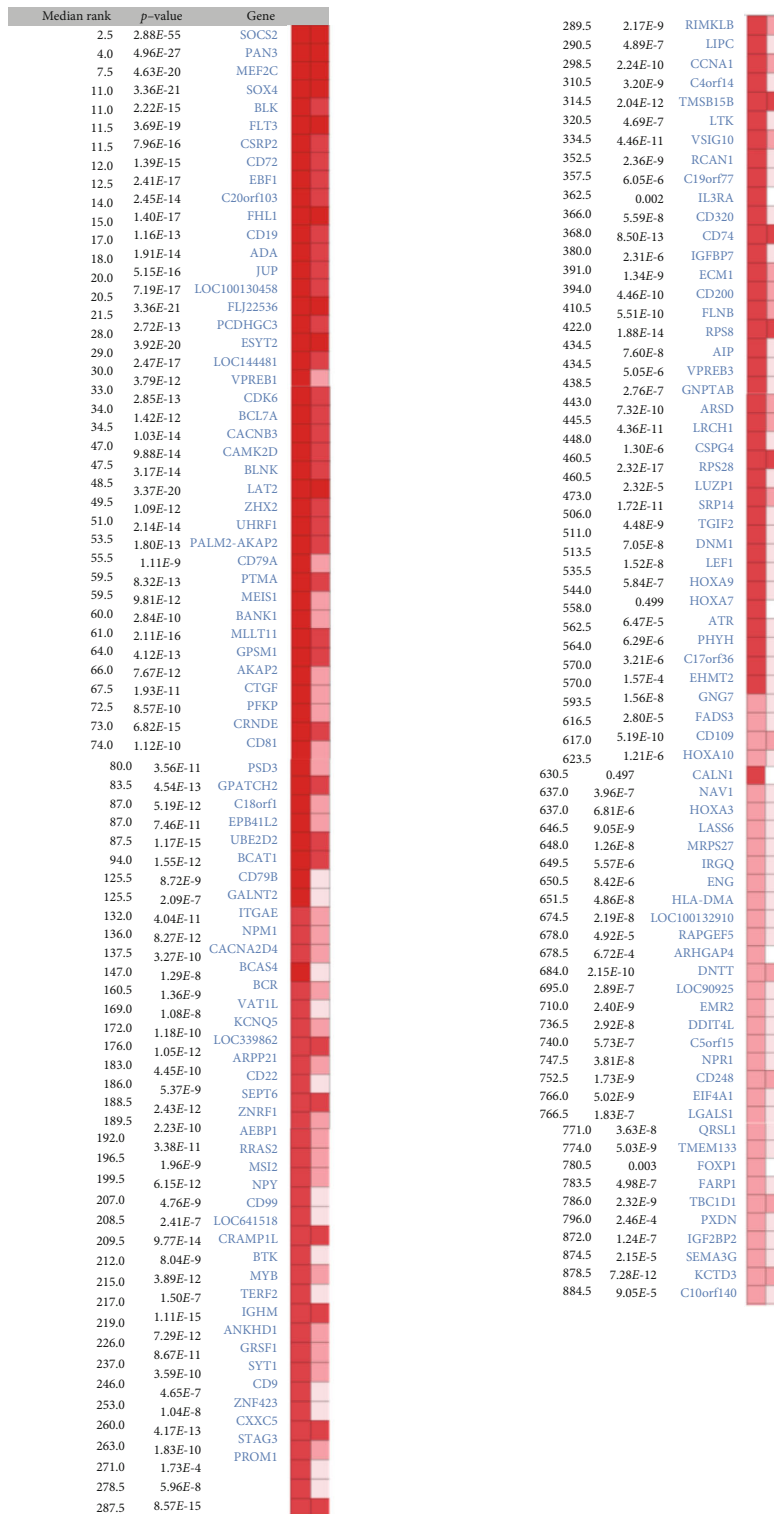 Median rank p–value Gene
2.5
4.0
7.5
11.0
11.0
11.5
11.5
12.0
12.5
14.0
15.0
17.0
18.0
20.0
20.5
21.5
28.0
29.0
30.0
33.0
34.0
34.5
47.0
47.5
48.5
49.5
51.0
53.5
55.5
59.5
59.5
60.0
61.0
64.0
66.0
67.5
72.5
73.0
74.0
80.0
83.5
87.0
87.0
87.5
94.0
125.5
125.5
132.0
136.0
137.5
147.0
160.5
169.0
172.0
176.0
183.0
186.0
188.5
189.5
192.0
196.5
199.5
207.0
208.5
209.5
212.0
215.0
217.0
219.0
226.0
237.0
246.0
253.0
260.0
263.0
271.0
278.5
287.5
2.88E-55
4.96E-27
4.63E-20
3.36E-21
2.22E-15
3.69E-19
7.96E-16
1.39E-15
2.41E-17
2.45E-14
1.40E-17
1.16E-13
1.91E-14
5.15E-16
7.19E-17
3.36E-21
2.72E-13
3.92E-20
2.47E-17
3.79E-12
2.85E-13
1.42E-12
1.03E-14
9.88E-14
3.17E-14
3.37E-20
1.09E-12
2.14E-14
1.80E-13
1.11E-9
8.32E-13
9.81E-12
2.84E-10
2.11E-16
4.12E-13
7.67E-12
1.93E-11
8.57E-10
6.82E-15
1.12E-10
3.56E-11
4.54E-13
5.19E-12
7.46E-11
1.17E-15
1.55E-12
8.72E-9
2.09E-7
4.04E-11
8.27E-12
3.27E-10
1.29E-8
1.36E-9
1.08E-8
1.18E-10
1.05E-12
4.45E-10
5.37E-9
2.43E-12
2.23E-10
3.38E-11
1.96E-9
6.15E-12
4.76E-9
2.41E-7
9.77E-14
8.04E-9
3.89E-12
1.50E-7
1.11E-15
7.29E-12
8.67E-11
3.59E-10
4.65E-7
1.04E-8
4.17E-13
1.83E-10
1.73E-4
5.96E-8
8.57E-15
SOCS2
PAN3
MEF2C
SOX4
BLK
FLT3
CSRP2
CD72
EBF1
C20orf103
FHL1
CD19
ADA
JUP
LOC100130458
FLJ22536
PCDHGC3
ESYT2
LOC144481
VPREB1
CDK6
BCL7A
CACNB3
CAMK2D
BLNK
LAT2
ZHX2
UHRF1
PALM2-AKAP2
CD79A
PTMA
MEIS1
BANK1
MLLT11
GPSM1
AKAP2
CTGF
PFKP
CRNDE
CD81
PSD3
GPATCH2
C18orf1
EPB41L2
UBE2D2
BCAT1
CD79B
GALNT2
ITGAE
NPM1
CACNA2D4
BCAS4
BCR
VAT1L
KCNQ5
LOC339862
ARPP21
CD22
SEPT6
ZNRF1
AEBP1
RRAS2
MSI2
NPY
CD99
LOC641518
CRAMP1L
BTK
MYB
TERF2
IGHM
ANKHD1
GRSF1
SYT1
CD9
ZNF423
CXXC5
STAG3
PROM1
289.5
290.5
298.5
310.5
314.5
320.5
334.5
352.5
357.5
362.5
366.0
368.0
380.0
391.0
394.0
410.5
422.0
434.5
434.5
438.5
443.0
445.5
448.0
460.5
460.5
473.0
506.0
511.0
513.5
535.5
544.0
558.0
562.5
564.0
570.0
570.0
593.5
616.5
617.0
623.5
630.5
637.0
637.0
646.5
648.0
649.5
650.5
651.5
674.5
678.0
678.5
684.0
695.0
710.0
736.5
740.0
747.5
752.5
766.0
766.5
771.0
774.0
780.5
783.5
786.0
796.0
872.0
874.5
878.5
884.5
2.17E-9
4.89E-7
2.24E-10
3.20E-9
2.04E-12
4.69E-7
4.46E-11
2.36E-9
6.05E-6
0.002
5.59E-8
8.50E-13
2.31E-6
1.34E-9
4.46E-10
5.51E-10
1.88E-14
7.60E-8
5.05E-6
2.76E-7
7.32E-10
4.36E-11
1.30E-6
2.32E-17
2.32E-5
1.72E-11
4.48E-9
7.05E-8
1.52E-8
5.84E-7
0.499
6.47E-5
6.29E-6
3.21E-6
1.57E-4
1.56E-8
2.80E-5
5.19E-10
1.21E-6
0.497
3.96E-7
6.81E-6
9.05E-9
1.26E-8
5.57E-6
8.42E-6
4.86E-8
2.19E-8
4.92E-5
6.72E-4
2.15E-10
2.89E-7
2.40E-9
2.92E-8
5.73E-7
3.81E-8
1.73E-9
5.02E-9
1.83E-7
3.63E-8
5.03E-9
0.003
4.98E-7
2.32E-9
2.46E-4
1.24E-7
2.15E-5
7.28E-12
9.05E-5
RIMKLB
LIPC
CCNA1
C4orf14
TMSB15B
LTK
VSIG10
RCAN1
C19orf77
IL3RA
CD320
CD74
IGFBP7
ECM1
CD200
FLNB
RPS8
AIP
VPREB3
GNPTAB
ARSD
LRCH1
CSPG4
RPS28
LUZP1
SRP14
TGIF2
DNM1
LEF1
HOXA9
HOXA7
ATR
PHYH
C17orf36
EHMT2
GNG7
FADS3
CD109
HOXA10
CALN1
NAV1
HOXA3
LASS6
MRPS27
IRGQ
ENG
HLA-DMA
LOC100132910
RAPGEF5
ARHGAP4
DNTT
LOC90925
EMR2
DDIT4L
C5orf15
NPR1
CD248
EIF4A1
LGALS1
QRSL1
TMEM133
FOXP1
FARP1
TBC1D1
PXDN
IGF2BP2
SEMA3G
KCTD3
C10orf140